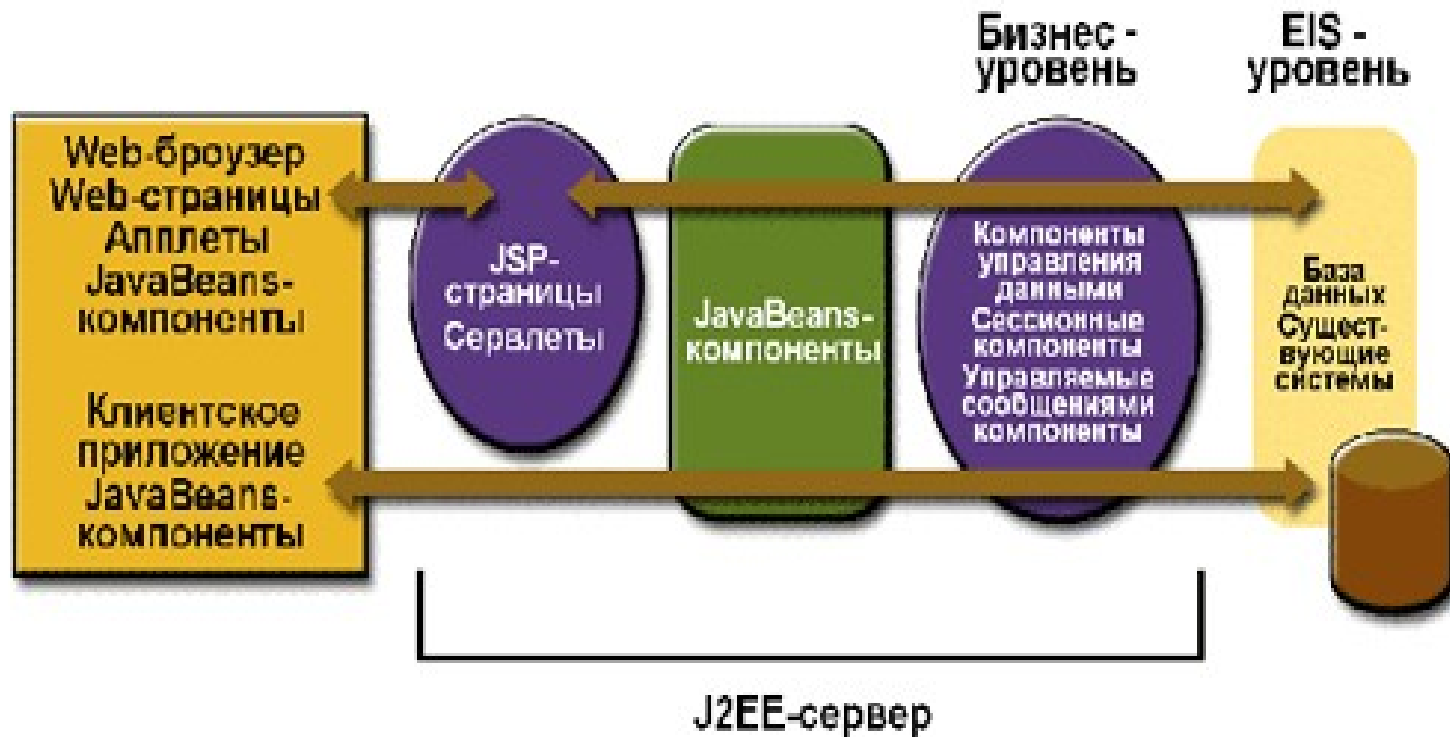 Бизнес -
уровень
EIS -
уровень
Web-броузер
Web-страницы
Апплеты
JavaBeans-
компоненты
Клиентское
приложение
JavaBeans-
компоненты
JSP-
страницы
Сервлеты
JavaBeans-
компоненты
Компоненты
управления
данными
Сессионные
компоненты
Управляемые
сообщениями
компоненты
База
данных
Сущест-
вующие
системы
J2EE-сервер